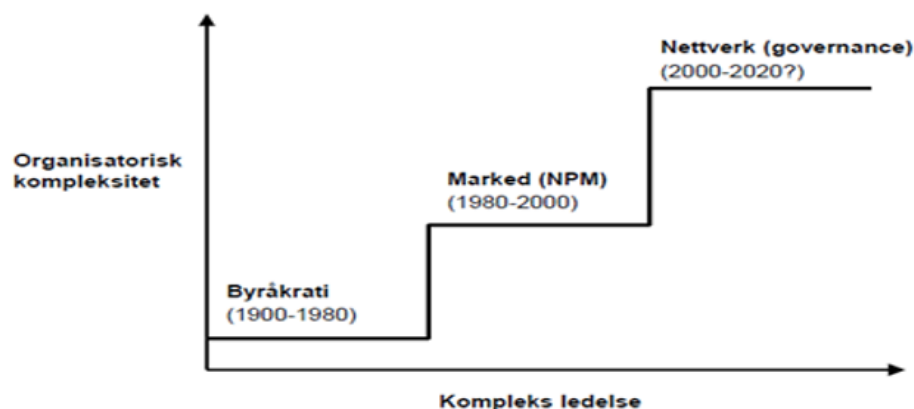 Nettverk (governance)
(2000-2020?)
Organisatorisk
kompleksitet
Marked (NPM)
(1980-2000)
Byråkrati
(1900-1980)
Kompleks ledelse